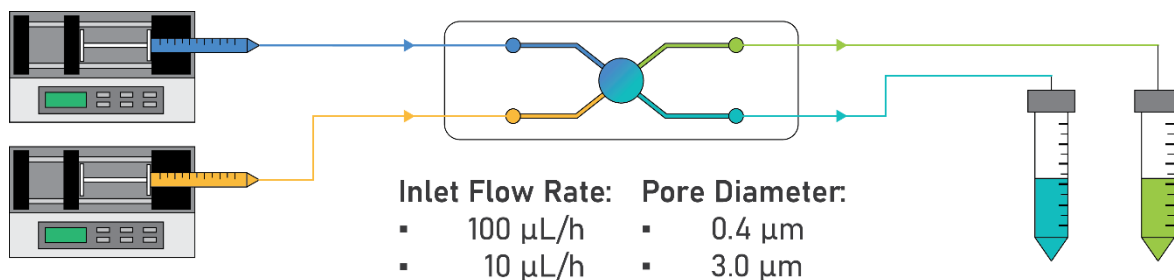 Inlet Flow Rate: Pore Diameter:
▪ 100 µL/h ▪ 0.4 µm
▪ 10 µL/h ▪ 3.0 µm